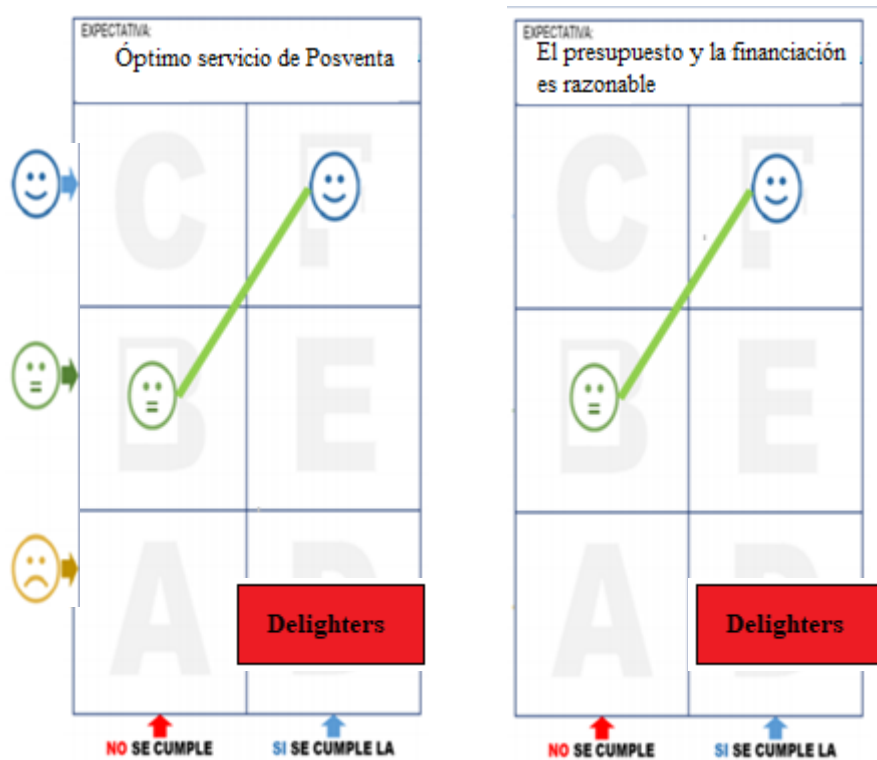 EXPECTATIVA:
Óptimo servicio de Posventa
C F
B E
A D
Delighters
NO SE CUMPLE
SI SE CUMPLE LA
EXPECTATIVA:
El presupuesto y la financiación
es razonable
C F
B E
A D
Delighters
NO SE CUMPLE
SI SE CUMPLE LA